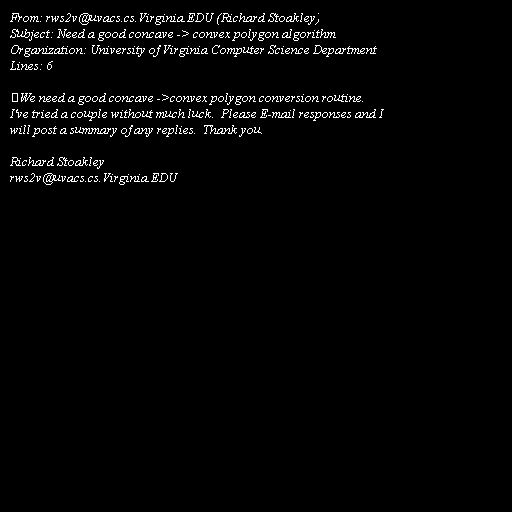 From: rws2v@uvacs.cs.Virginia.EDU (Richard Stoakley)
Subject: Need a good concave -> convex polygon algorithm
Organization: University of Virginia Computer Science Department
Lines: 6

We need a good concave ->convex polygon conversion routine.
I've tried a couple without much luck.  Please E-mail responses and I
will post a summary of any replies.  Thank you.

Richard Stoakley
rws2v@uvacs.cs.Virginia.EDU